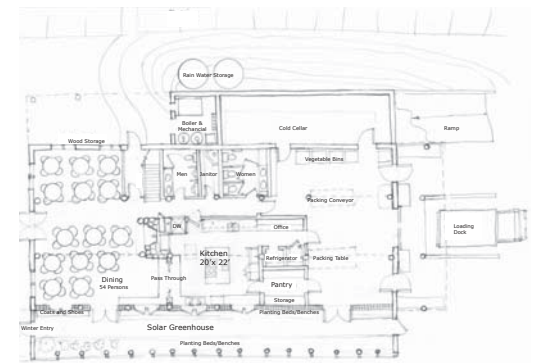 Rain Water Storage
Boiler &
Mechancial
Cold Cellar
Ramp
Wood Storage
Vegetable Bins
Men
Janitor
Women
Packing Conveyor
DW
Office
Loading
Dock
Kitchen
20'x 22'
Refrigerator
Packing Table
Dining
54 Persons
Pass Through
Pantry
Storage
Coats and Shoes
Planting Beds/Benches
Winter Entry
Solar Greenhouse
Planting Beds/Benches